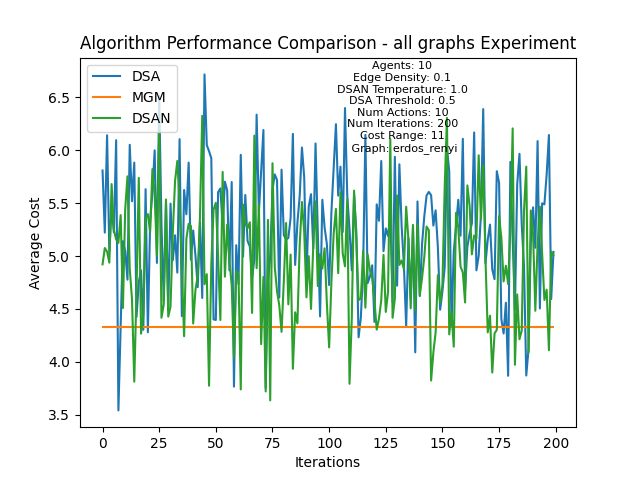 Algorithm Performance Comparison - all graphs Experiment
DSA
MGM
DSAN
Agents: 10
Edge Density: 0.1
DSAN Temperature: 1.0
DSA Threshold: 0.5
Num Actions: 10
Num Iterations: 200
Cost Range: 11
Graph: erdos_renyi
Average Cost
6.5
6.0
5.5
5.0
4.5
4.0
3.5
0 25 50 75 100 125 150 175 200
Iterations